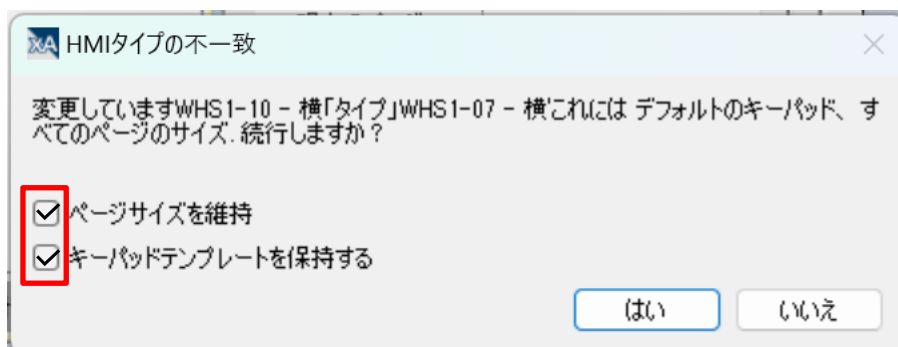 HMIタイプの不一致
変更していますWHS1-10 - 横「タイプ」WHS1-07 - 横'これには デフォルトのキーパッド、す
べてのページのサイズ. 続行しますか？
ページサイズを維持
キーパッドテンプレートを保持する
はい
いいえ